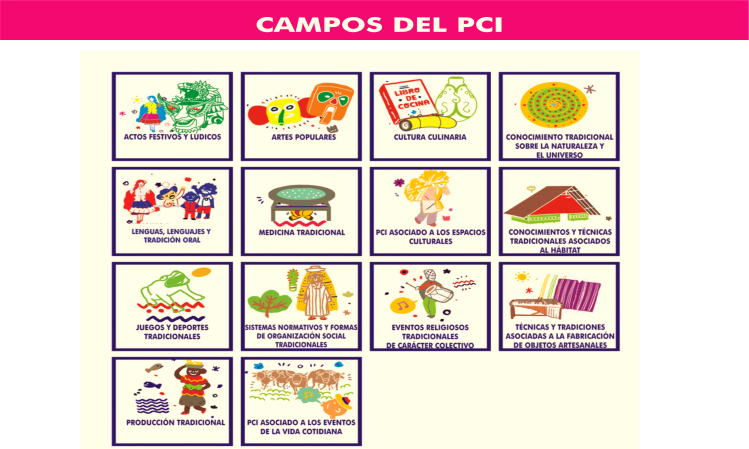 CAMPOS DEL PCI
LIBRO
DE
COCINA
ACTOS FESTIVOS Y LÚDICOS
ARTES POPULARES
CULTURA CULINARIA
CONOCIMIENTO TRADICIONAL
SOBRE LA NATURALEZA Y
EL UNIVERSO
LENGUAS, LENGUAJES Y
TRADICIÓN ORAL
MEDICINA TRADICIONAL
PCI ASOCIADO A LOS ESPACIOS
CULTURALES
CONOCIMIENTOS Y TÉCNICAS
TRADICIONALES ASOCIADOS
AL HÁBITAT
JUEGOS Y DEPORTES
TRADICIONALES
SISTEMAS NORMATIVOS Y FORMAS
DE ORGANIZACIÓN SOCIAL
TRADICIONALES
EVENTOS RELIGIOSOS
TRADICIONALES
DE CARÁCTER COLECTIVO
TÉCNICAS Y TRADICIONES
ASOCIADAS A LA FABRICACIÓN
DE OBJETOS ARTESANALES
PRODUCCIÓN TRADICIONAL
PCI ASOCIADO A LOS EVENTOS
DE LA VIDA COTIDIANA